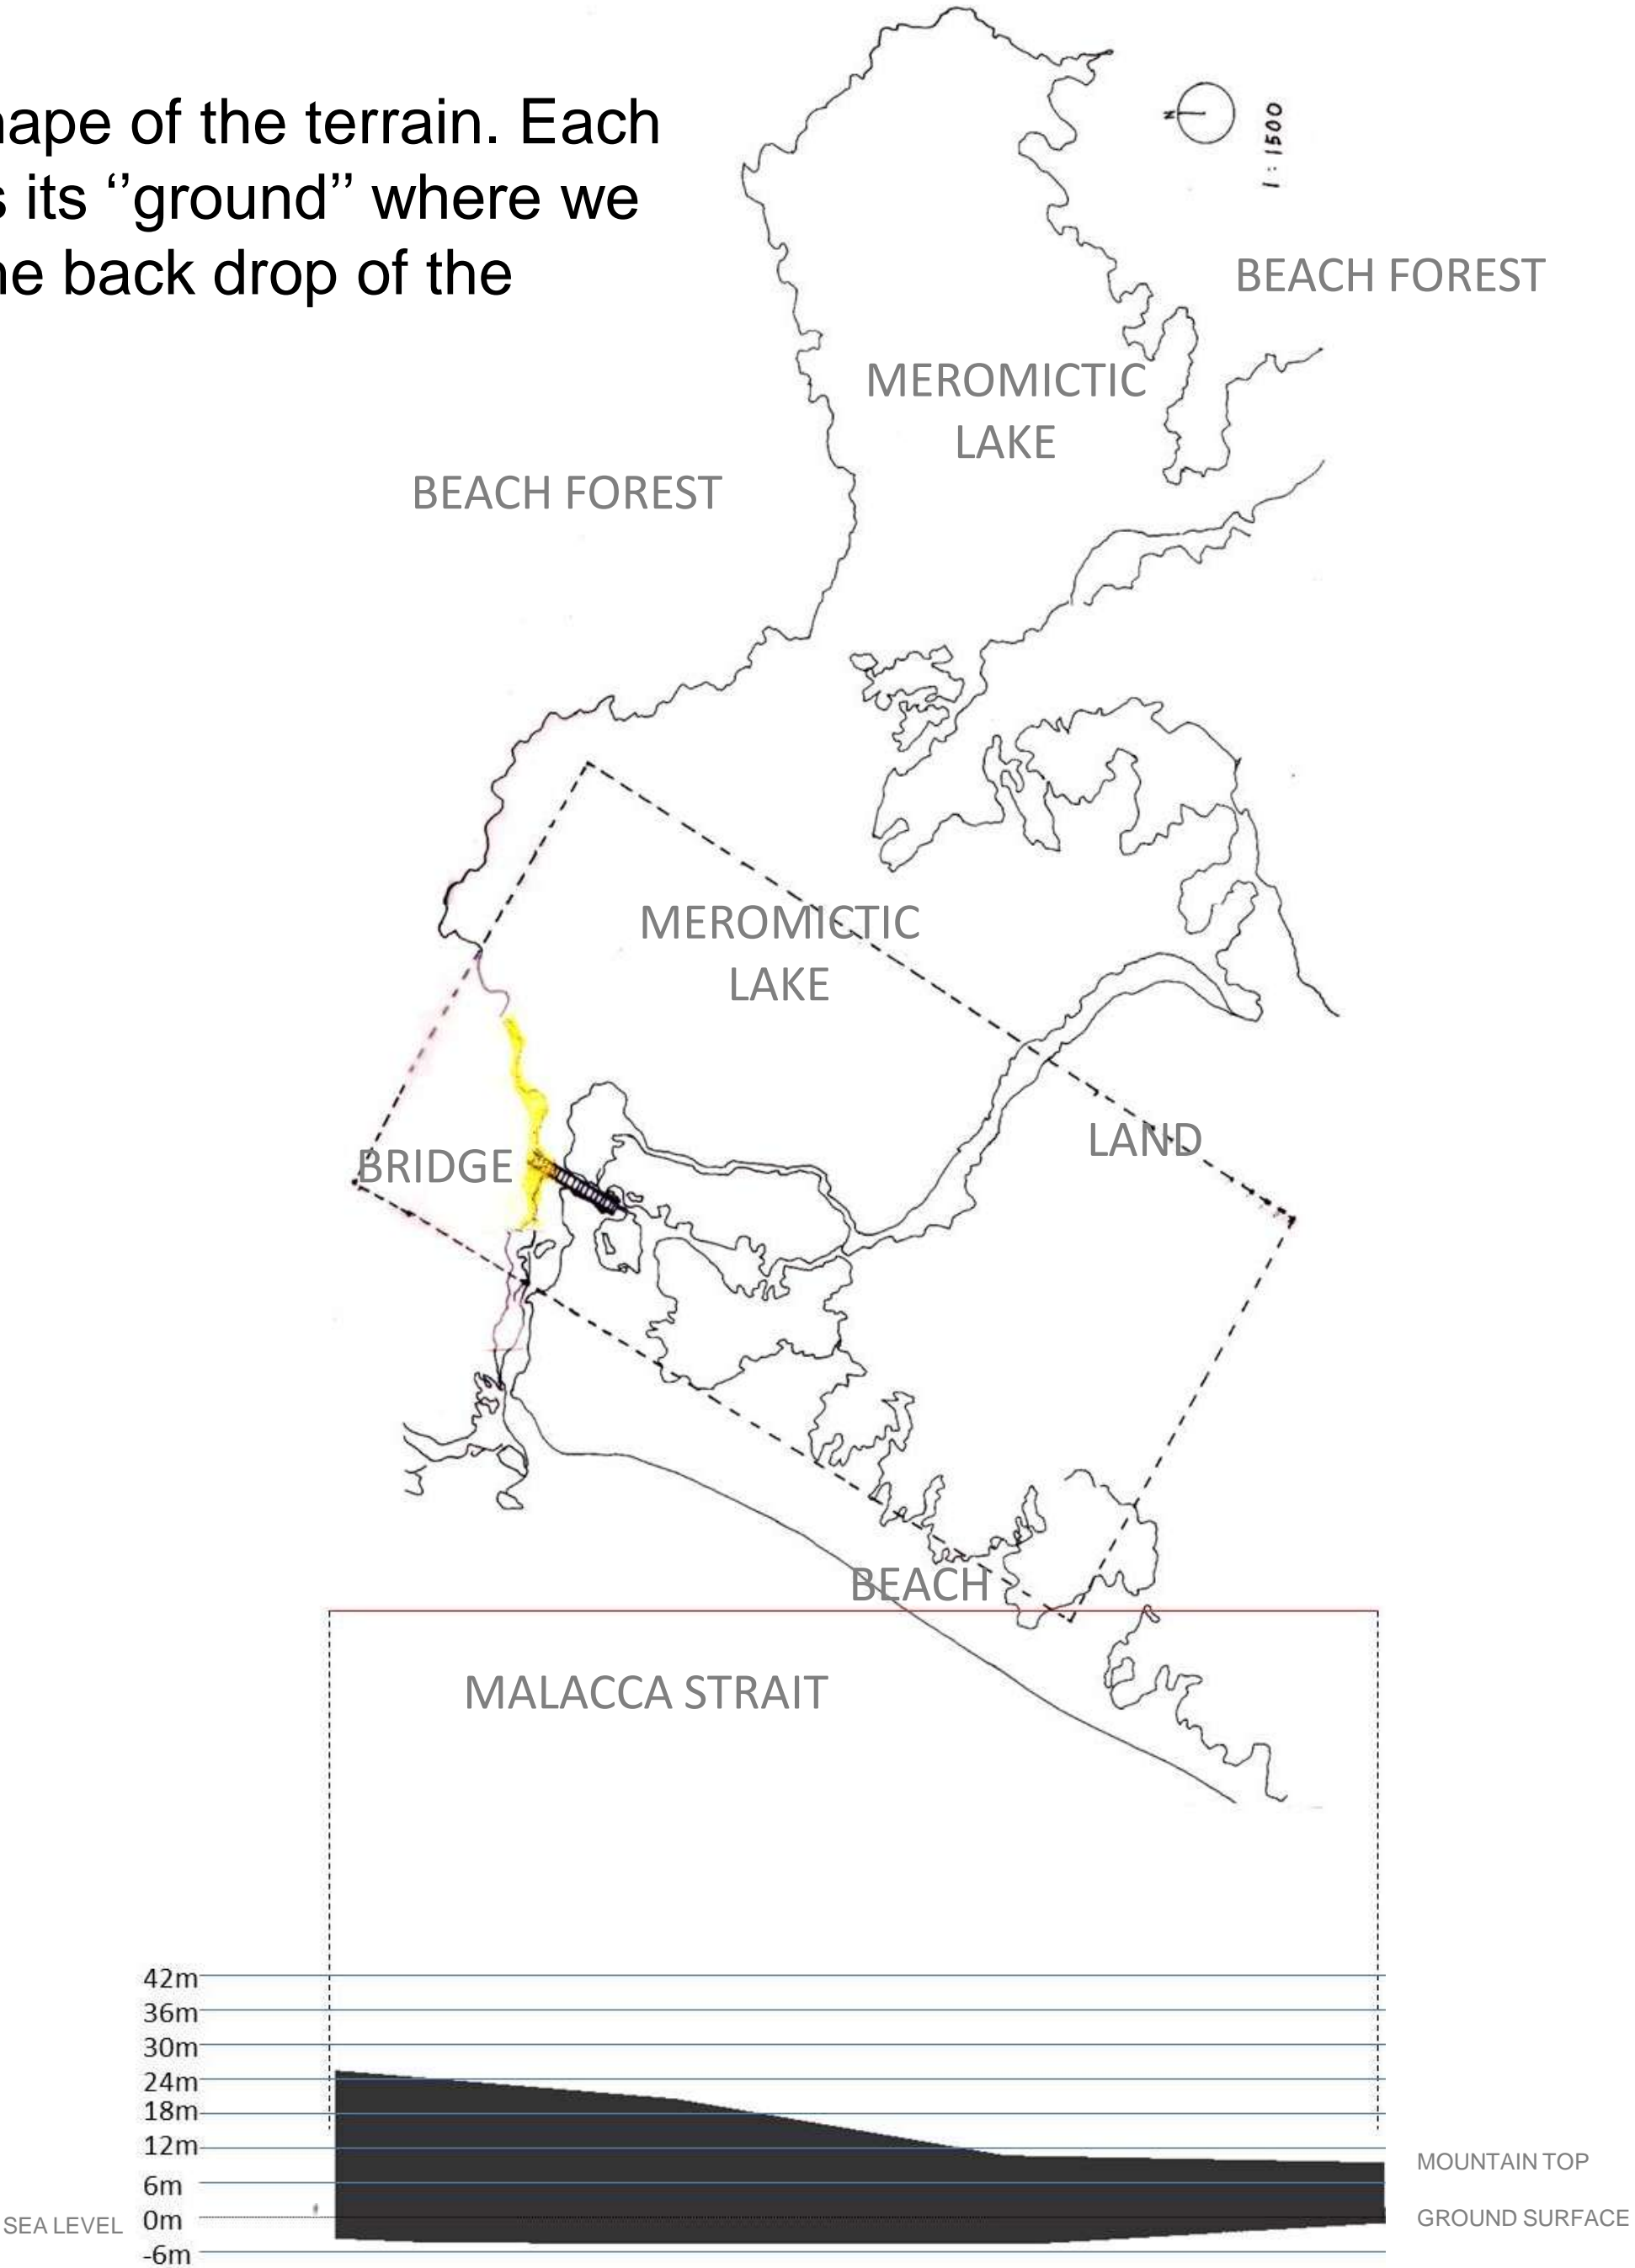 hape of the terrain. Each
s its ‘’ground’’ where we
he back drop of the
N
1 : 1500
BEACH FOREST
MEROMICTIC
LAKE
BEACH FOREST
MEROMICTIC
LAKE
LAND
BRIDGE
BEACH
MALACCA STRAIT
42m
36m
30m
24m
18m
12m
MOUNTAIN TOP
6m
SEA LEVEL 0m
GROUND SURFACE
-6m